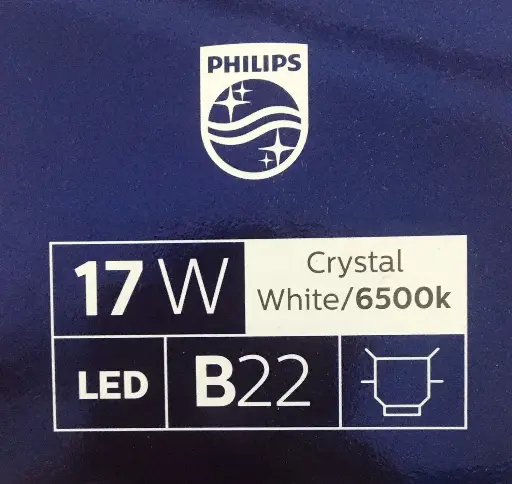 PHILIPS
17 W
Crystal
White/6500k
LED
B22